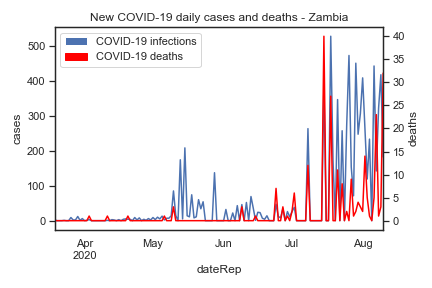 New COVID-19 daily cases and deaths - Zambia
COVID-19 infections
COVID-19 deaths
500
400
300
200
100
0
cases
40
35
30
25
20
15
10
5
0
deaths
Apr
2020
May
Jun
Jul
Aug
dateRep